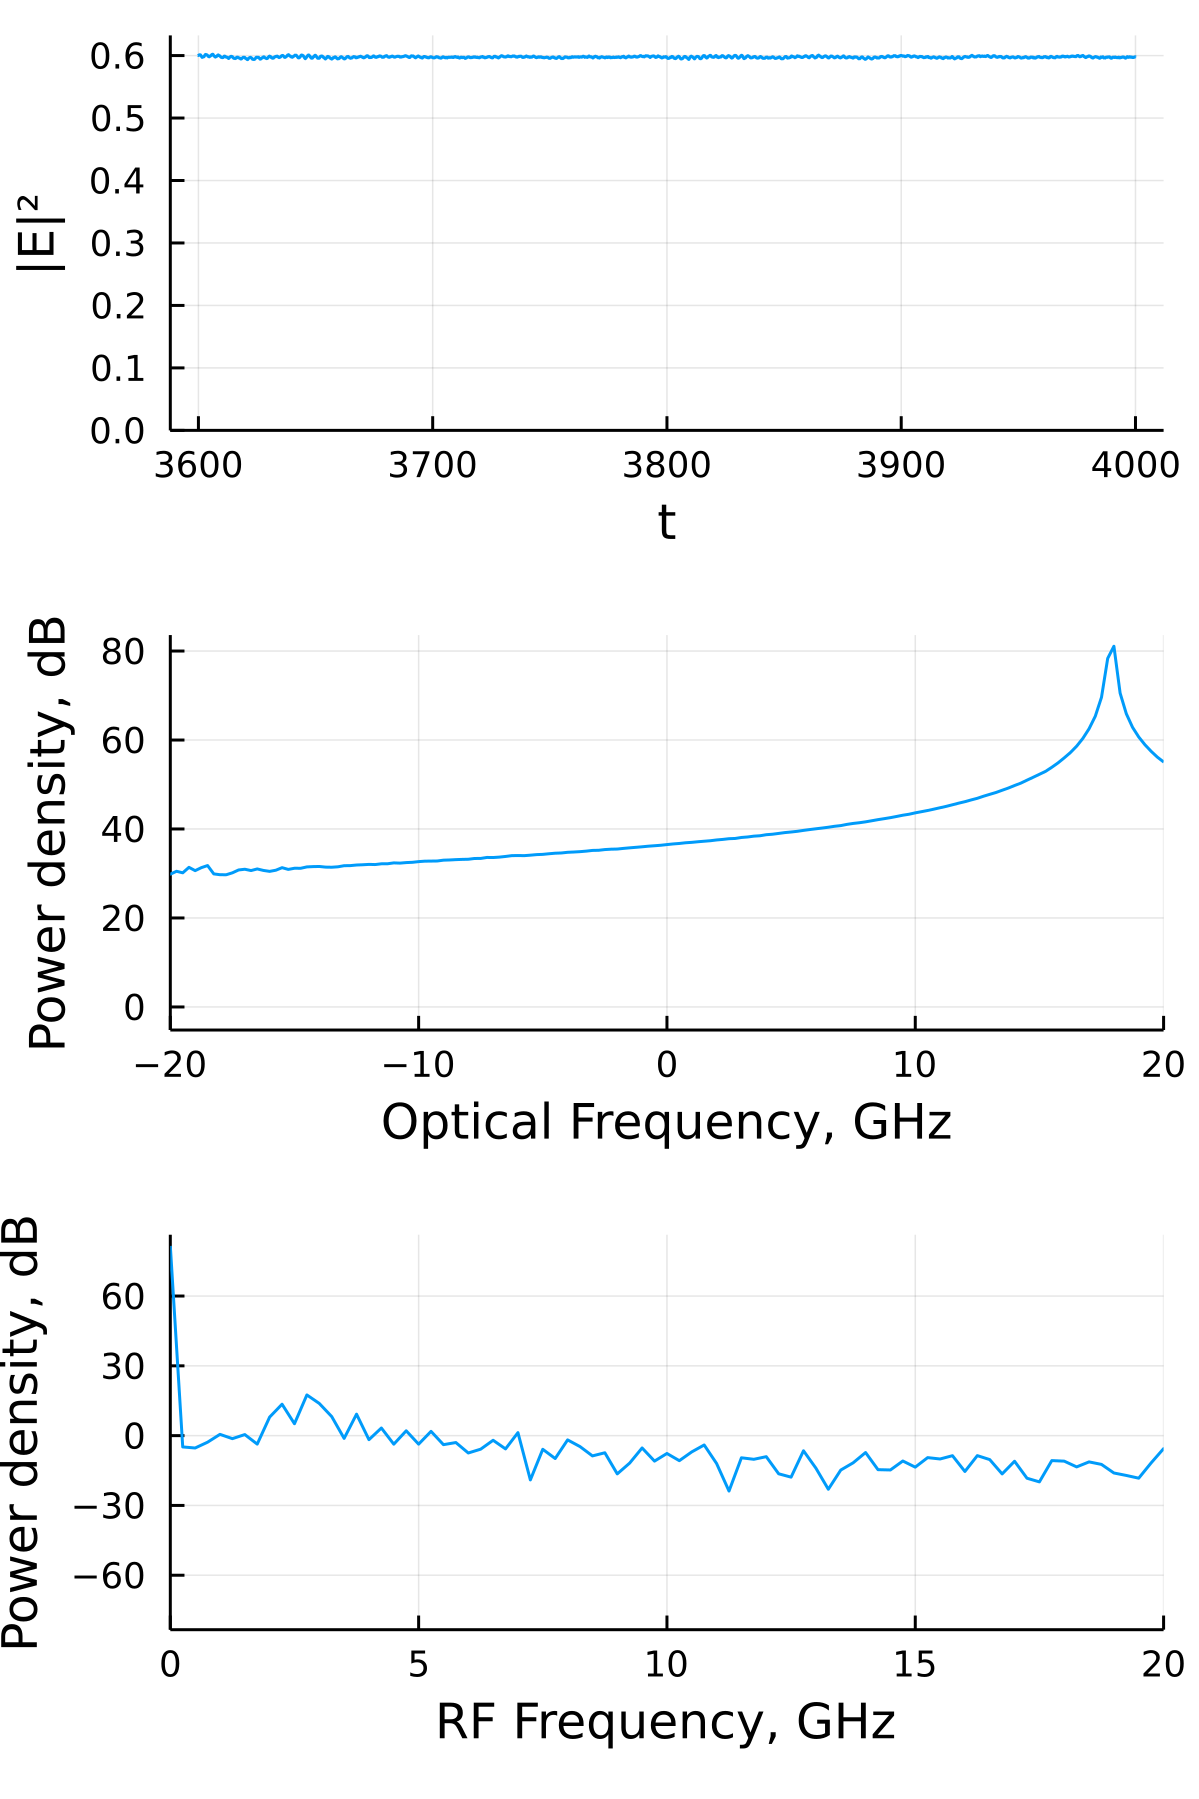 |E|²
0.6
0.5
0.4
0.3
0.2
0.1
0.0
3600 3700 3800 3900 4000
t
Power density, dB
80
60
40
20
0
−20 −10 0 10 20
Optical Frequency, GHz
Power density, dB
60
30
0
−30
−60
0 5 10 15 20
RF Frequency, GHz